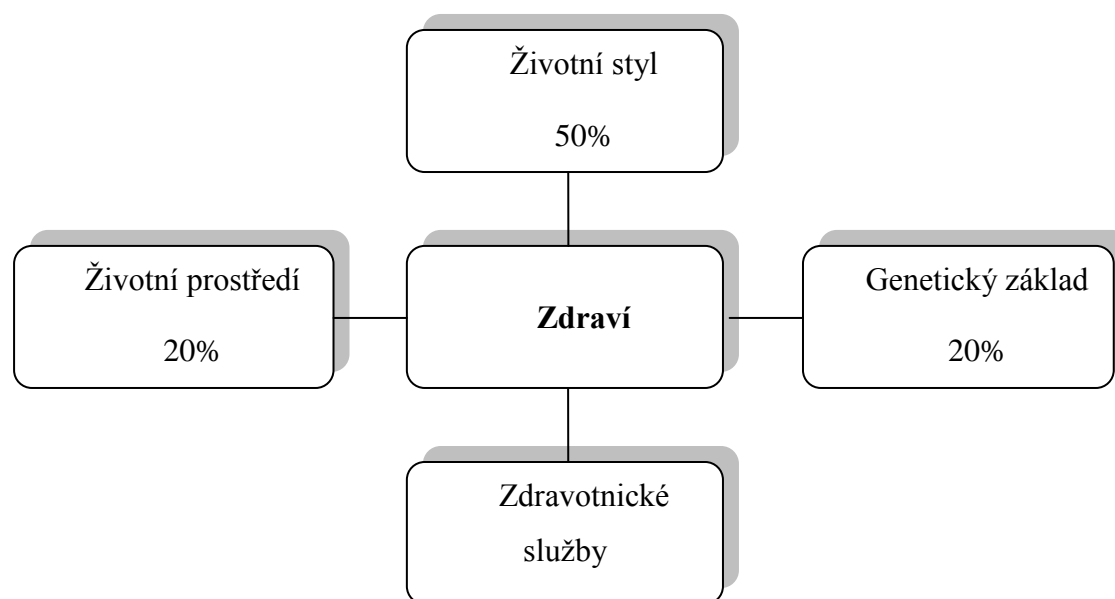 Životní styl
50%
Životní prostředí
20%
Zdraví
Genetický základ
20%
Zdravotnické
služby